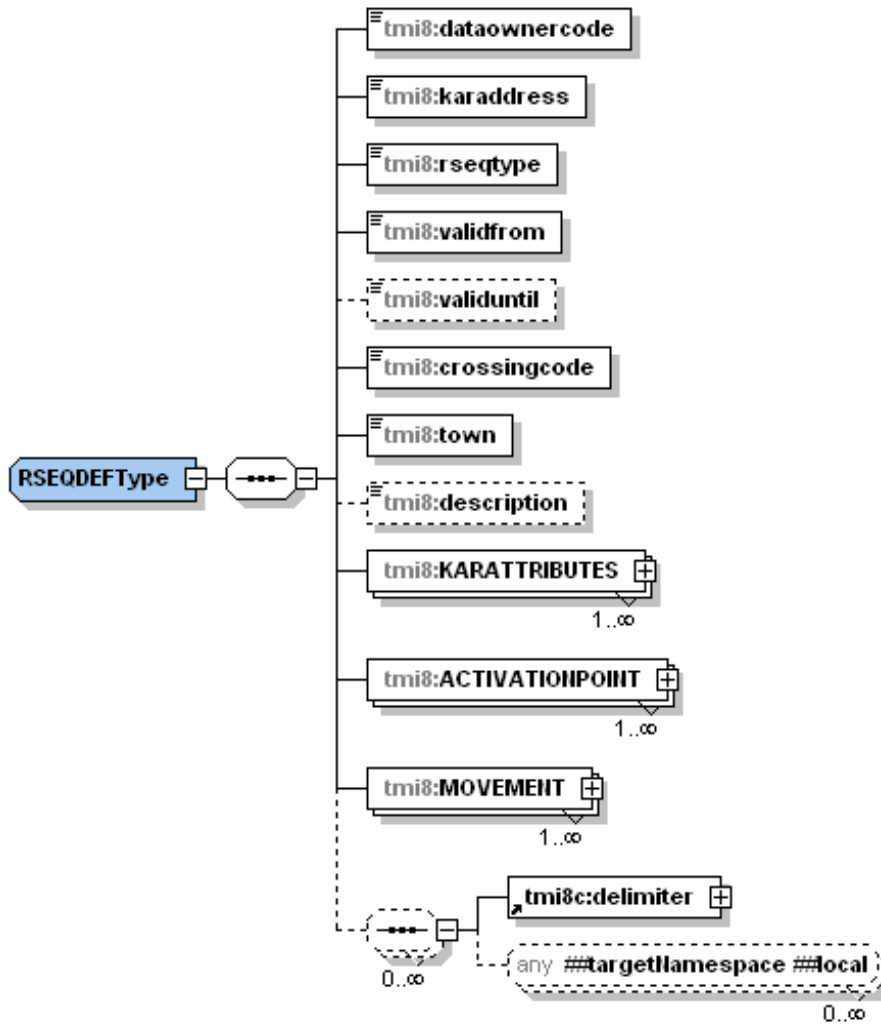 tmi8:dataownercode
tmi8:karaddress
tmi8:rseqtype
tmi8:validfrom
tmi8:validuntil
tmi8:crossingcode
RSEQDEFType
tmi8:town
tmi8:description
tmi8:KARATTRIBUTES
1..∞
tmi8:ACTIVATIONPOINT
1..∞
tmi8:MOVEMENT
1..∞
tmi8c:delimiter
any ##targetNamespace ##local
0..∞
0..∞